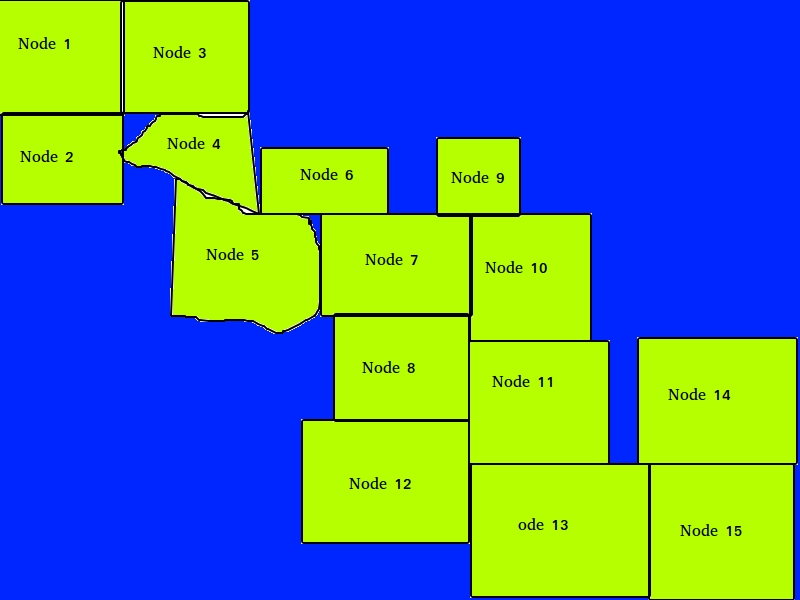 Node 1
Node 3
Node 2
Node 4
Node 6
Node 9
Node 5
Node 7
Node 10
Node 8
Node 11
Node 14
Node 12
ode 13
Node 15